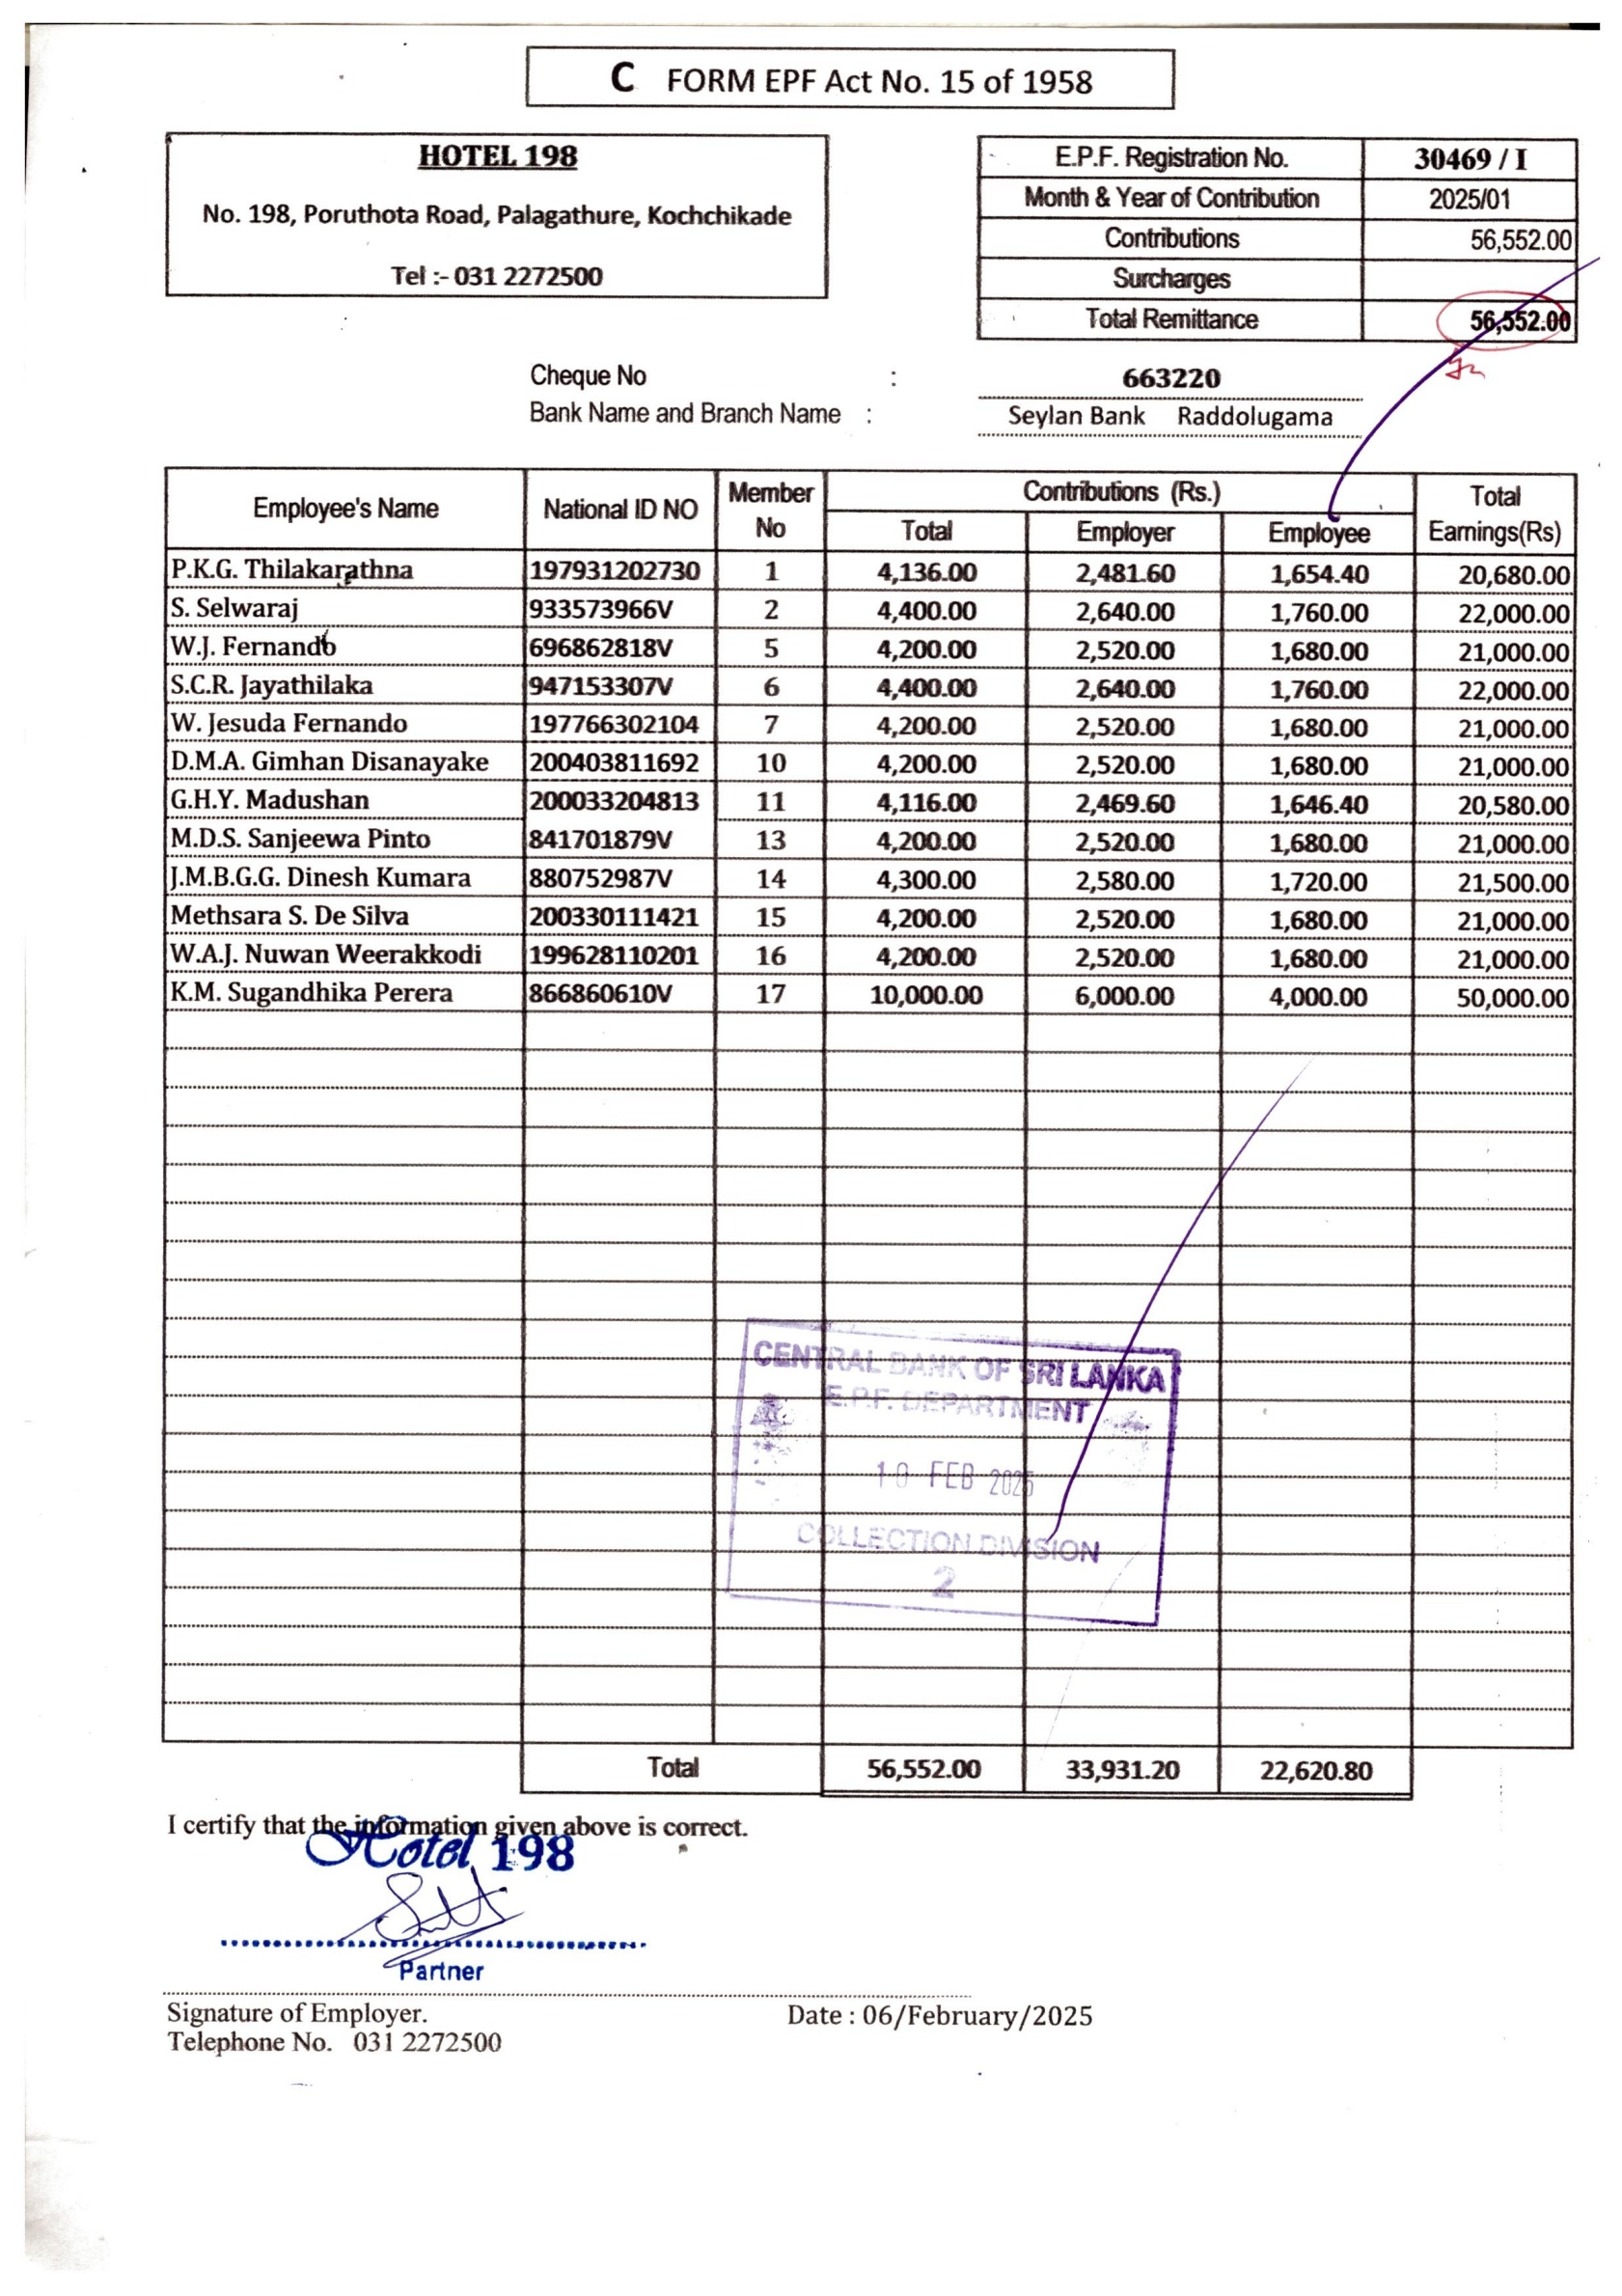 C FORM EPF Act No. 15 of 1958
HOTEL 198
No. 198, Poruthota Road, Palagathure, Kochchikade
Tel :- 031 2272500
E.P.F. Registration No. 30469 / I
Month & Year of Contribution 2025/01
Contributions 56,552.00
Surcharges
Total Remittance 56,552.00
Cheque No : 663220
Bank Name and Branch Name : Seylan Bank Raddolugama
Employee's Name National ID NO Member No Contributions (Rs.) Total Earnings(Rs)
Total Employer Employee
P.K.G. Thilakarathna 197931202730 1 4,136.00 2,481.60 1,654.40 20,680.00
S. Selwaraj 933573966V 2 4,400.00 2,640.00 1,760.00 22,000.00
W.J. Fernando 696862818V 5 4,200.00 2,520.00 1,680.00 21,000.00
S.C.R. Jayathilaka 947153307V 6 4,400.00 2,640.00 1,760.00 22,000.00
W. Jesuda Fernando 197766302104 7 4,200.00 2,520.00 1,680.00 21,000.00
D.M.A. Gimhan Disanayake 200403811692 10 4,200.00 2,520.00 1,680.00 21,000.00
G.H.Y. Madushan 200033204813 11 4,116.00 2,469.60 1,646.40 20,580.00
M.D.S. Sanjeewa Pinto 841701879V 13 4,200.00 2,520.00 1,680.00 21,000.00
J.M.B.G.G. Dinesh Kumara 880752987V 14 4,300.00 2,580.00 1,720.00 21,500.00
Methsara S. De Silva 200330111421 15 4,200.00 2,520.00 1,680.00 21,000.00
W.A.J. Nuwan Weerakkodi 199628110201 16 4,200.00 2,520.00 1,680.00 21,000.00
K.M. Sugandhika Perera 866860610V 17 10,000.00 6,000.00 4,000.00 50,000.00
CENTRAL BANK OF SRI LANKA
E.P.F. DEPARTMENT
10 FEB 2025
COLLECTION DIVISION
2
Total 56,552.00 33,931.20 22,620.80
I certify that the information given above is correct.
Hotel 198
Partner
Signature of Employer. Date : 06/February/2025
Telephone No. 031 2272500